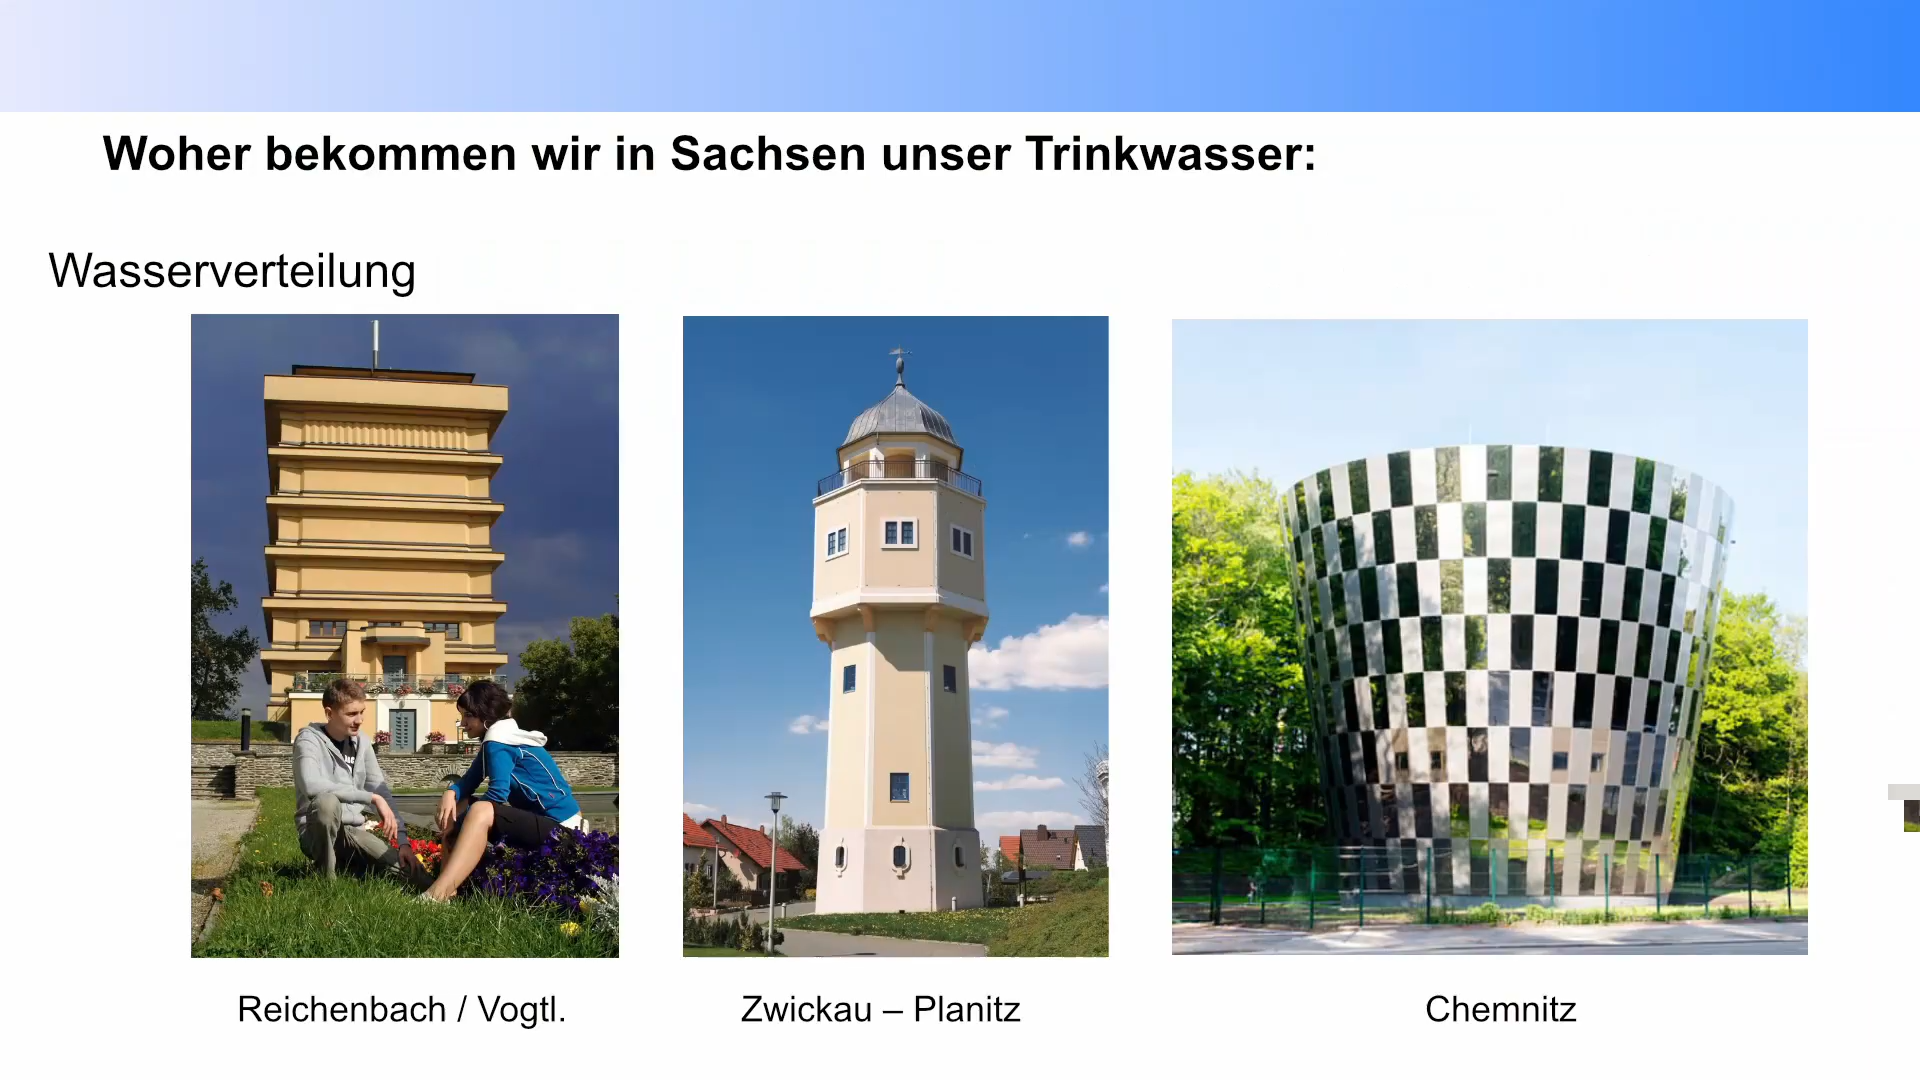 Woher bekommen wir in Sachsen unser Trinkwasser:
Wasserverteilung
Reichenbach / Vogtl.
Zwickau – Planitz
Chemnitz